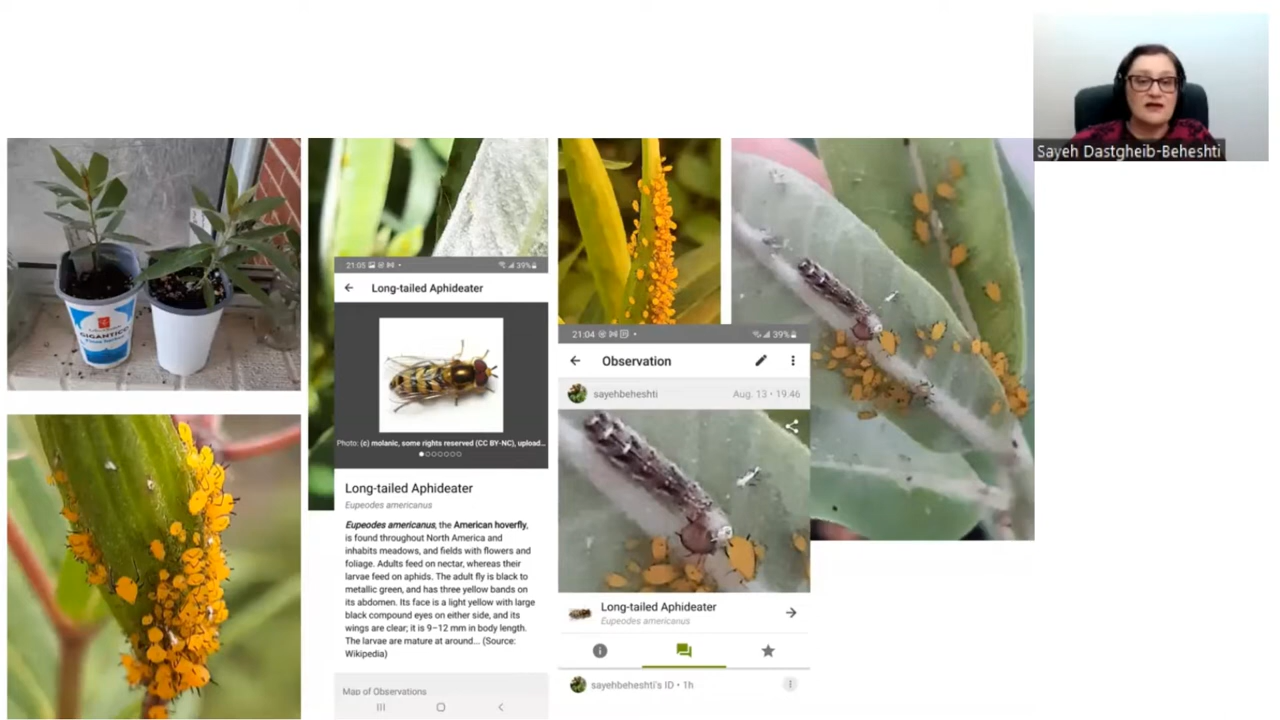 Sayeh Dastgheib-Beheshti
GIGANTICO
21:05
39%
Long-tailed Aphideater
Photo: (c) molanic, some rights reserved (CC BY-NC), upload...
Long-tailed Aphideater
Eupeodes americanus
Eupeodes americanus, the American hoverfly,
is found throughout North America and
inhabits meadows, and fields with flowers and
foliage. Adults feed on nectar, whereas their
larvae feed on aphids. The adult fly is black to
metallic green, and has three yellow bands on
its abdomen. Its face is a light yellow with large
black compound eyes on either side, and its
wings are clear; it is 9–12 mm in body length.
The larvae are mature at around... (Source:
Wikipedia)
Map of Observations
21:04
39%
Observation
sayehbeheshti
Aug. 13 • 19.46
Long-tailed Aphideater
Eupeodes americanus
sayehbeheshti's ID • 1h